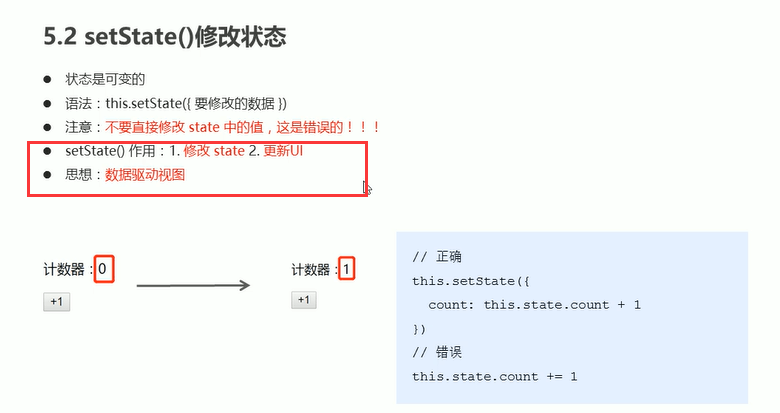 5.2 setState()修改状态
● 状态是可变的
● 语法：this.setState({ 要修改的数据 })
● 注意：不要直接修改 state 中的值，这是错误的！！！
● setState() 作用：1. 修改 state 2. 更新UI
● 思想：数据驱动视图
计数器：0
+1
计数器：1
+1
// 正确
this.setState({
  count: this.state.count + 1
})
// 错误
this.state.count += 1